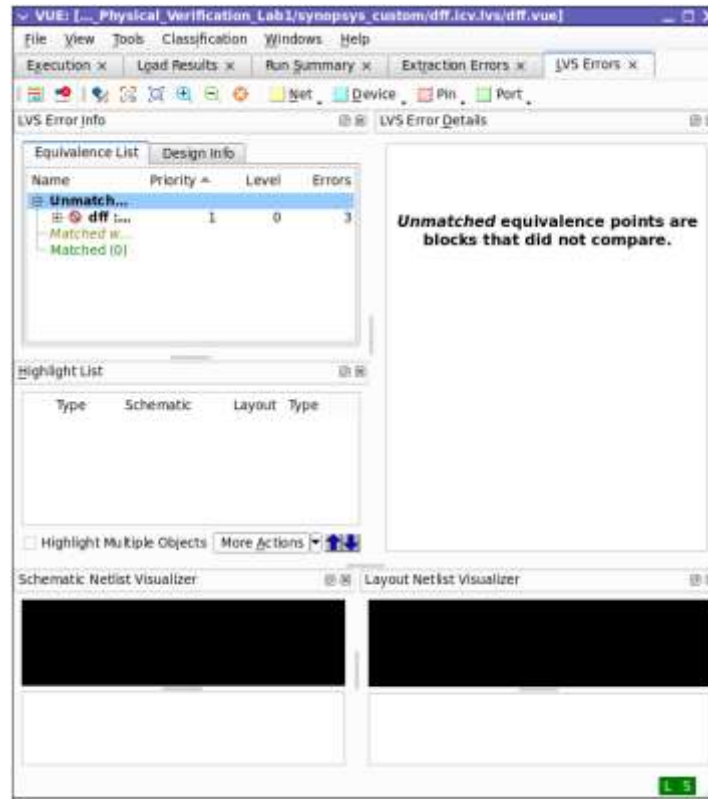 VUE: [..._Physical_Verification_Lab1/synopsys_custom/dff.icv.lvs/dff.vue]
File View Tools Classification Windows Help
Execution x Load Results x Run Summary x Extraction Errors x LVS Errors x
Net Device Pin Port
LVS Error Info
LVS Error Details
Equivalence List Design Info
Name Priority Level Errors
Unmatch...
dff :... 1 0 3
Matched w...
Matched (0)
Unmatched equivalence points are
blocks that did not compare.
Highlight List
Type Schematic Layout Type
Highlight Multiple Objects More Actions
Schematic Netlist Visualizer
Layout Netlist Visualizer
L S